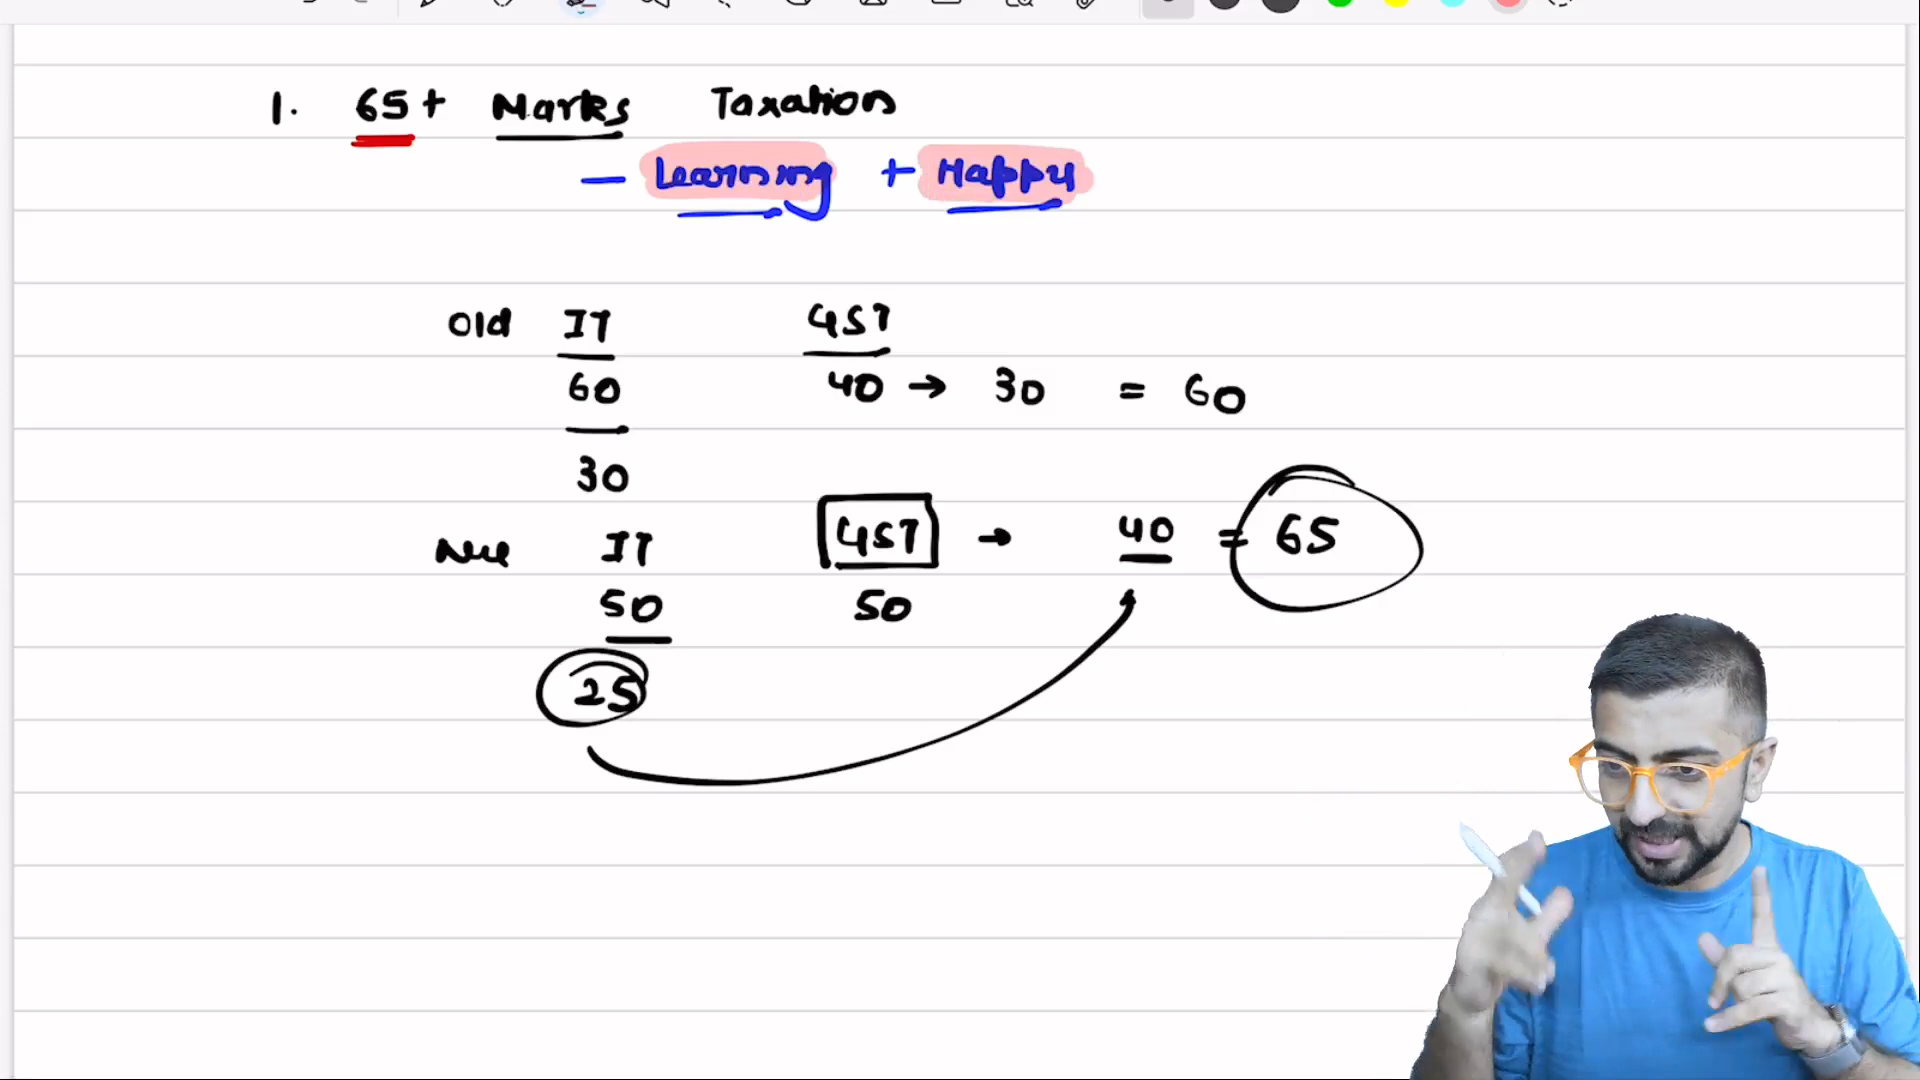 1. 65+ Marks Taxation
- Learning + Happy
Old IT GST
60 40 → 30 = 60
30
New IT GST → 40 = 65
50 50
25